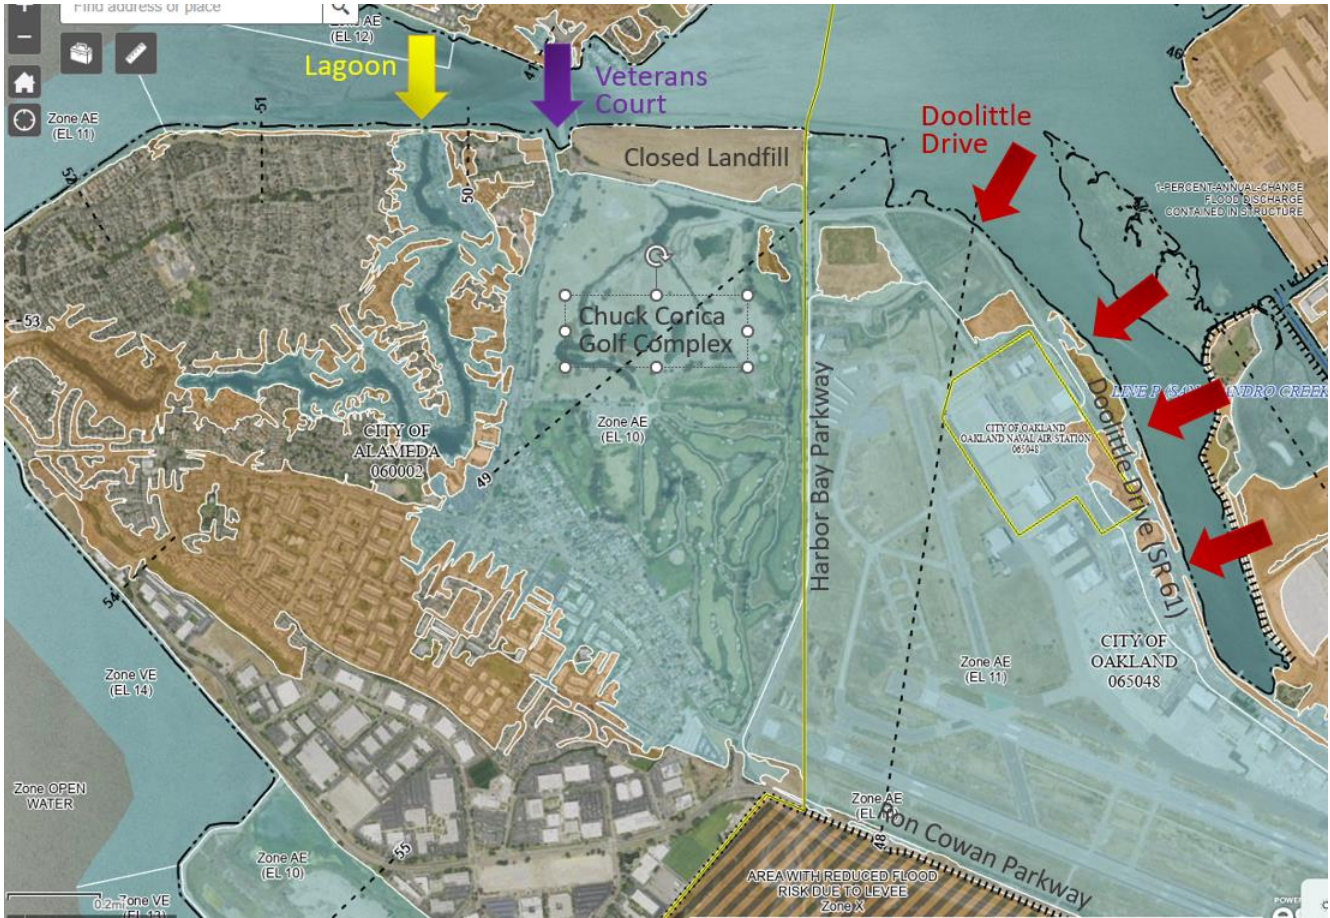 Find address or place
Zone AE
(EL 12)
Lagoon
41
Veterans
Court
46
Zone AE
(EL 11)
51
50
52
Closed Landfill
Doolittle
Drive
1-PERCENT-ANNUAL-CHANCE
FLOOD DISCHARGE
CONTAINED IN STRUCTURE
53
Chuck Corica
Golf Complex
Harbor Bay Parkway
Doolittle Drive (SR 61)
CITY OF
ALAMEDA
060002
Zone AE
(EL 10)
49
CITY OF OAKLAND
OAKLAND NAVAL AIR STATION
065048
54
Zone VE
(EL 14)
Zone AE
(EL 11)
CITY OF
OAKLAND
065048
Zone OPEN
WATER
Zone AE
48
Ron Cowan Parkway
Zone AE
(EL 10)
55
AREA WITH REDUCED FLOOD
RISK DUE TO LEVEE
Zone X
0.2mi